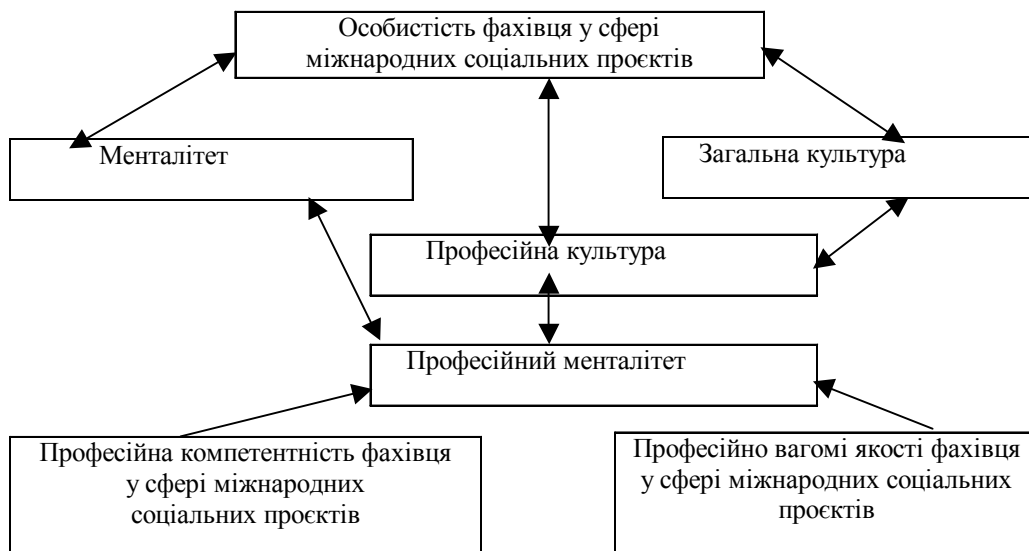 Особистість фахівця у сфері
міжнародних соціальних проєктів
Менталітет
Загальна культура
Професійна культура
Професійний менталітет
Професійна компетентність фахівця
у сфері міжнародних
соціальних проєктів
Професійно вагомі якості фахівця
у сфері міжнародних соціальних
проєктів